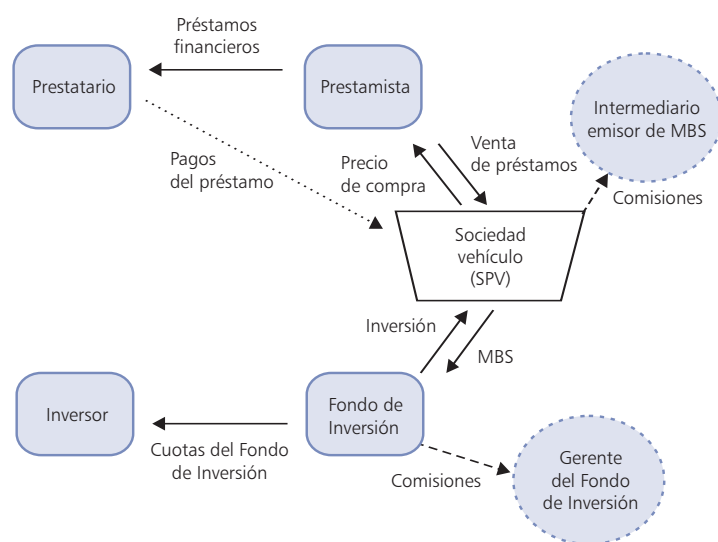 Préstamos
financieros
Prestatario
Prestamista
Intermediario
emisor de MBS
Pagos
del préstamo
Precio
de compra
Venta
de préstamos
Comisiones
Sociedad
vehículo
(SPV)
Inversión
MBS
Inversor
Fondo de
Inversión
Cuotas del Fondo
de Inversión
Comisiones
Gerente
del Fondo
de Inversión